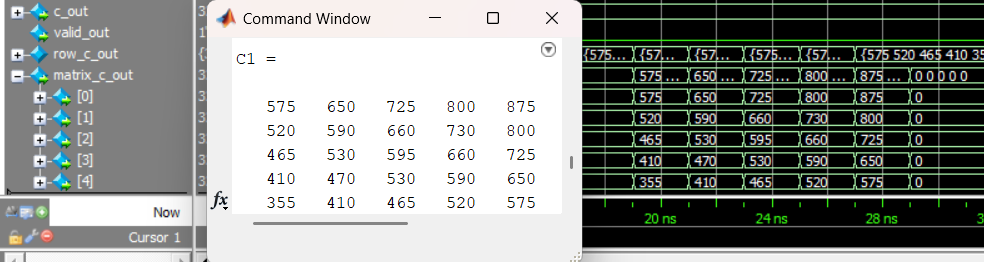 c_out
valid_out 1
row_c_out {
matrix_c_out 3
[0] 3
[1] 3
[2] 3
[3] 3
[4] 3
Now
Cursor 1
Command Window
C1 =
575 650 725 800 875
520 590 660 730 800
465 530 595 660 725
410 470 530 590 650
355 410 465 520 575
fx
{575... {57... {57... {57... {57... {575 520 465 410 35
575 ... 650 ... 725 ... 800 ... 875 ... 0 0 0 0 0
575 650 725 800 875 0
520 590 660 730 800 0
465 530 595 660 725 0
410 470 530 590 650 0
355 410 465 520 575 0
20 ns 24 ns 28 ns 3